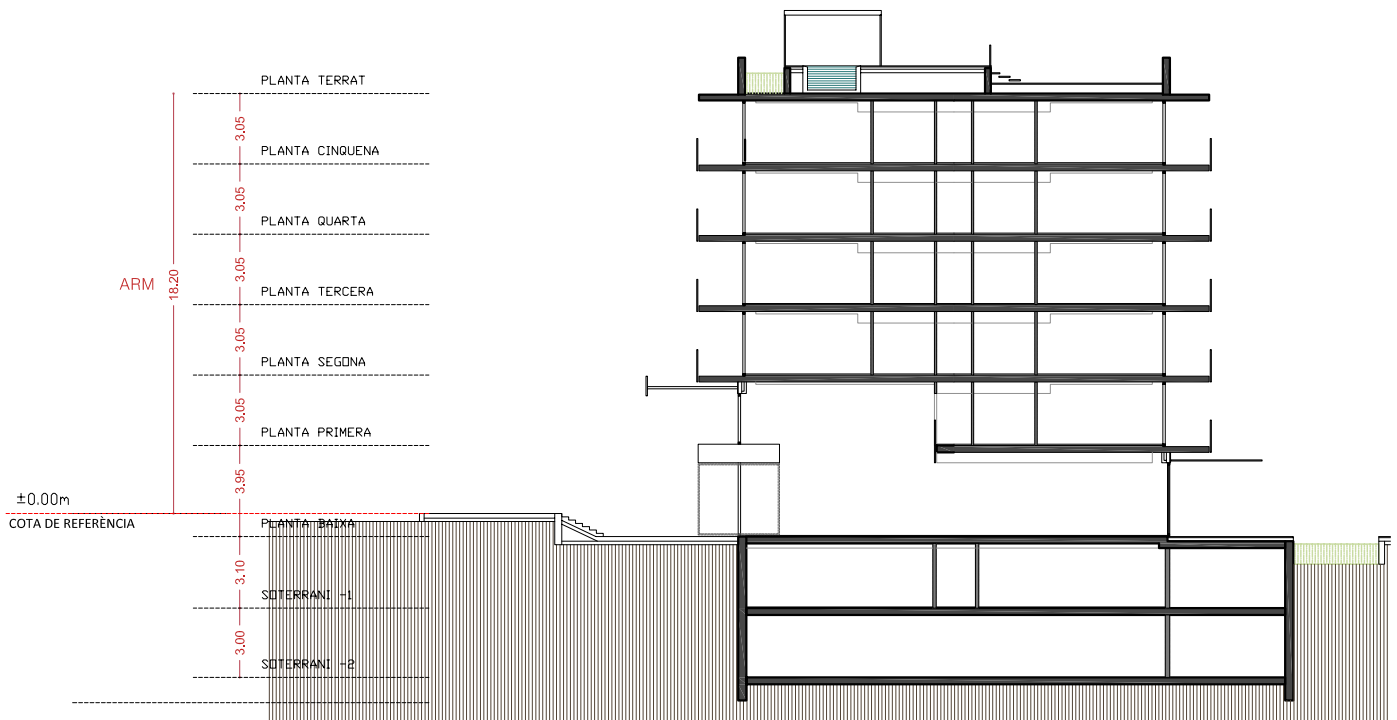 PLANTA TERRAT
3.05
PLANTA CINQUENA
3.05
PLANTA QUARTA
3.05
ARM
18.20
PLANTA TERCERA
3.05
PLANTA SEGONA
3.05
PLANTA PRIMERA
3.95
±0.00m
COTA DE REFERÈNCIA
PLANTA BAIXA
3.10
SOTERRANI -1
3.00
SOTERRANI -2